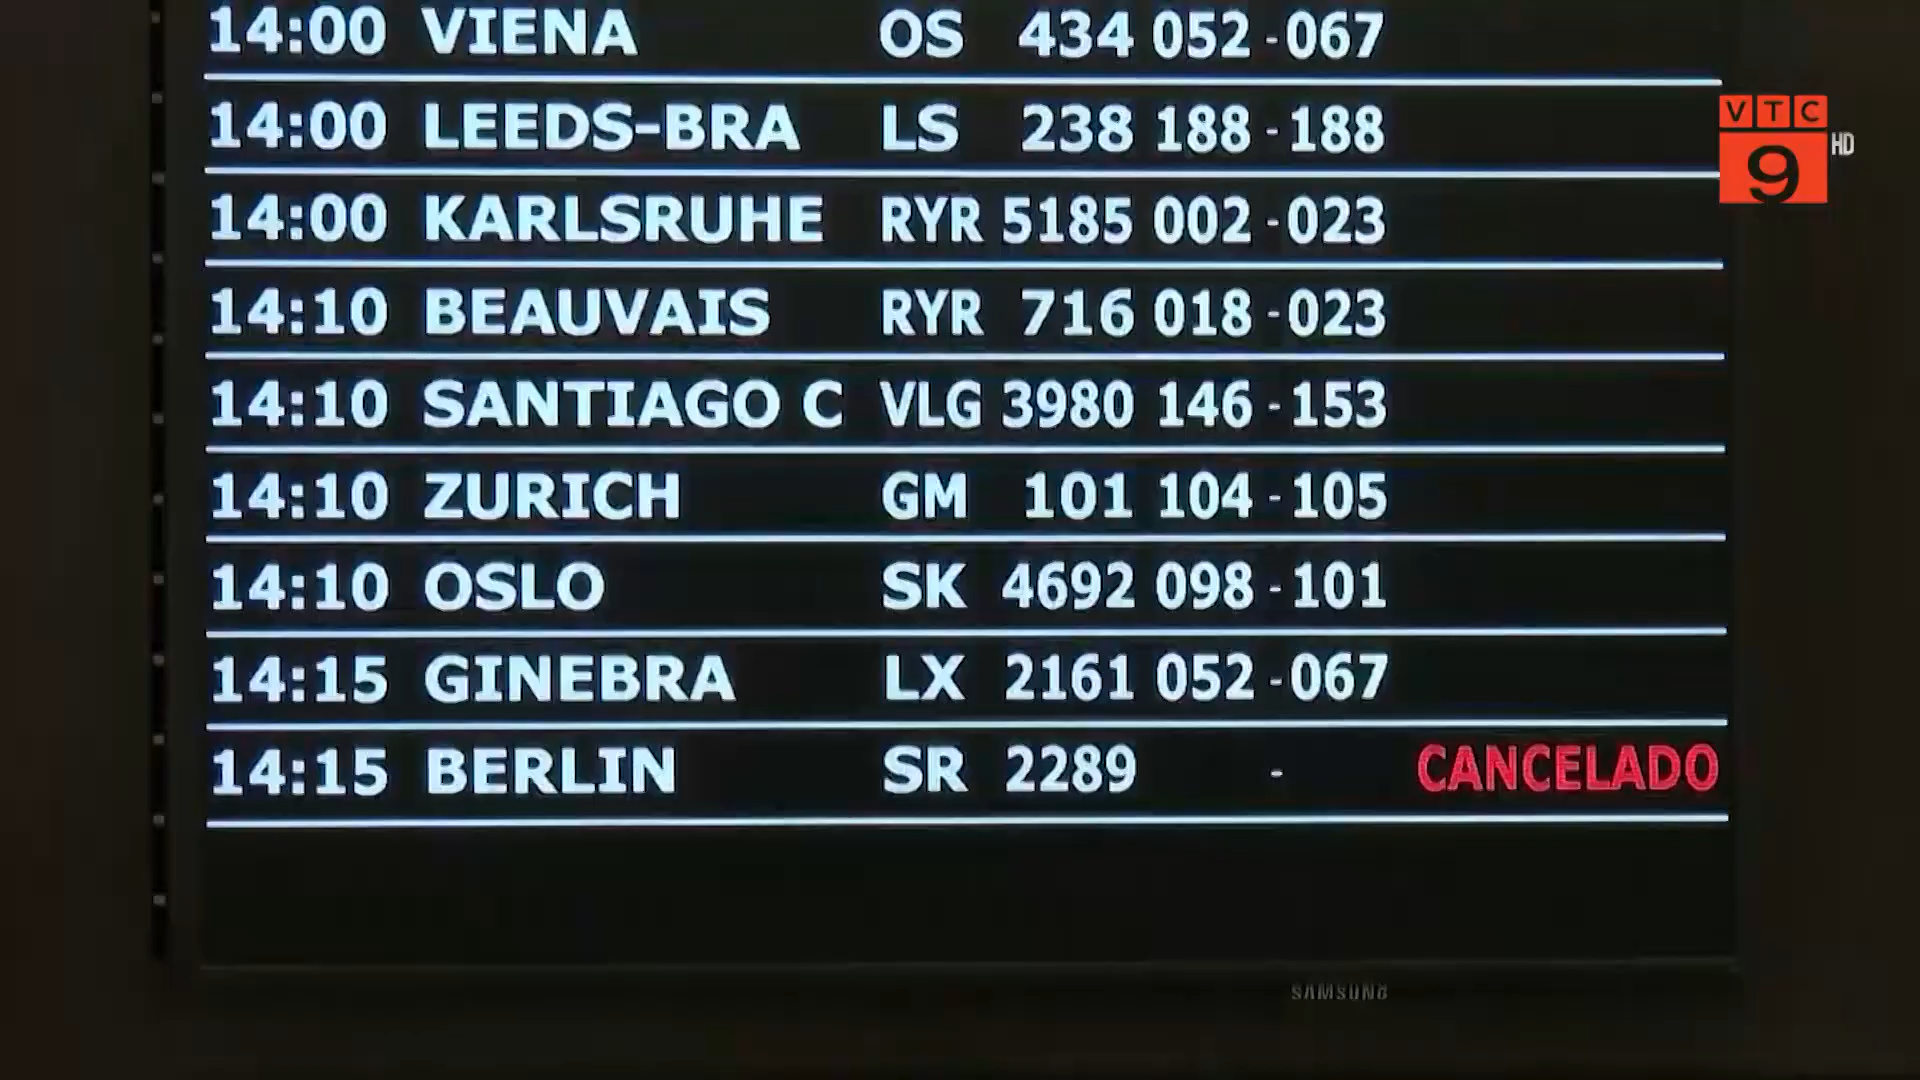 14:00 VIENA OS 434 052 - 067
14:00 LEEDS-BRA LS 238 188 - 188
VTC
9 HD
14:00 KARLSRUHE RYR 5185 002 - 023
14:10 BEAUVAIS RYR 716 018 - 023
14:10 SANTIAGO C VLG 3980 146 - 153
14:10 ZURICH GM 101 104 - 105
14:10 OSLO SK 4692 098 - 101
14:15 GINEBRA LX 2161 052 - 067
14:15 BERLIN SR 2289 - CANCELADO
SAMSUNG